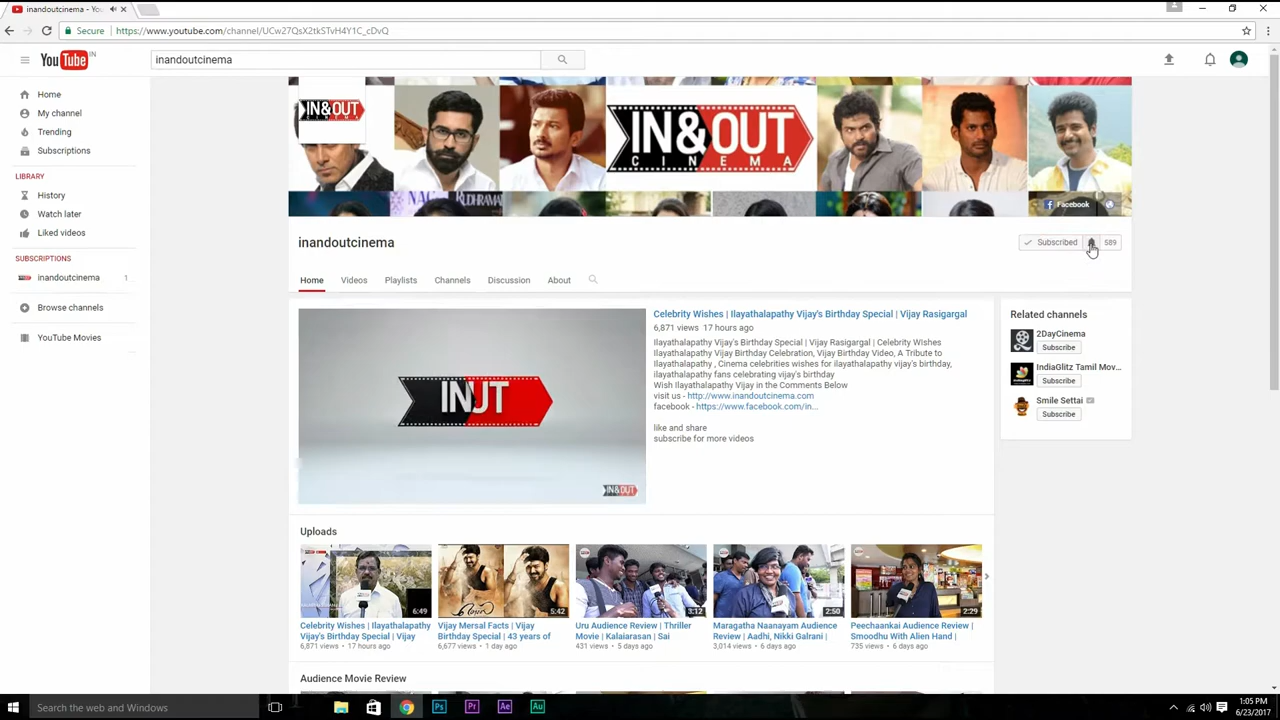 inandoutcinema - Yo
Secure
https://www.youtube.com/channel/UCw27QsX2tkSTvH4Y1C_cDvQ
YouTube IN
inandoutcinema
Home
My channel
Trending
Subscriptions
LIBRARY
History
Watch later
Liked videos
SUBSCRIPTIONS
inandoutcinema 1
Browse channels
YouTube Movies
IN&OUT
CINEMA
IN&OUT
CINEMA
Facebook
inandoutcinema
Subscribed 589
Home Videos Playlists Channels Discussion About
INUT
IN&OUT
Celebrity Wishes | Ilayathalapathy Vijay's Birthday Special | Vijay Rasigargal
6,871 views 17 hours ago
Ilayathalapathy Vijay's Birthday Special | Vijay Rasigargal | Celebrity WIshes
Ilayathalapathy Vijay Birthday Celebration, Vijay Birthday Video, A Tribute to
Ilayathalapathy , Cinema celebrities wishes for ilayathalapathy vijay's birthday,
ilayathalapathy fans celebrating vijay's birthday
Wish Ilayathalapathy Vijay in the Comments Below
visit us - http://www.inandoutcinema.com
facebook - https://www.facebook.com/in...
like and share
subscribe for more videos
Related channels
2DayCinema
Subscribe
IndiaGlitz Tamil Mov...
Subscribe
Smile Settai
Subscribe
Uploads
6:49
Celebrity Wishes | Ilayathalapathy
Vijay's Birthday Special | Vijay
6,871 views • 17 hours ago
5:42
Vijay Mersal Facts | Vijay
Birthday Special | 43 years of
6,677 views • 1 day ago
3:12
Uru Audience Review | Thriller
Movie | Kalaiarasan | Sai
431 views • 5 days ago
2:50
Maragatha Naanayam Audience
Review | Aadhi, Nikki Galrani |
3,014 views • 6 days ago
2:29
Peechaankai Audience Review |
Smoodhu With Alien Hand |
735 views • 6 days ago
Audience Movie Review
Search the web and Windows
Ps Pr Ae Au
1:05 PM
6/23/2017